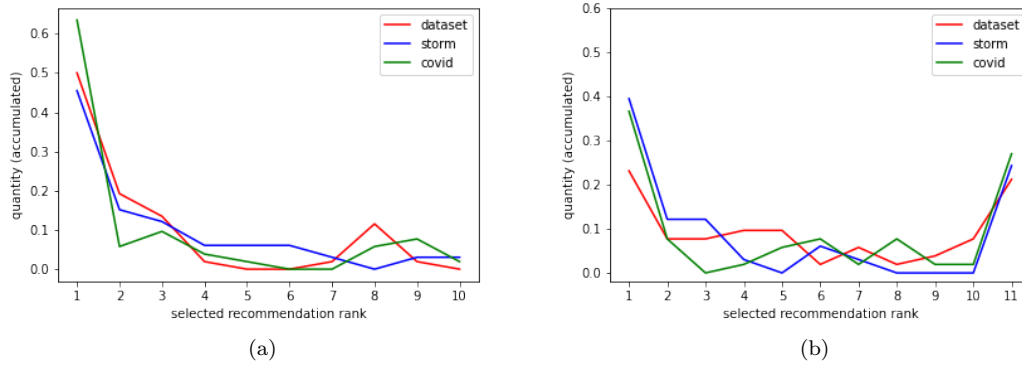 dataset
storm
covid
quantity (accumulated)
0.6
0.5
0.4
0.3
0.2
0.1
0.0
1 2 3 4 5 6 7 8 9 10
selected recommendation rank
(a)
dataset
storm
covid
quantity (accumulated)
0.6
0.5
0.4
0.3
0.2
0.1
0.0
1 2 3 4 5 6 7 8 9 10 11
selected recommendation rank
(b)